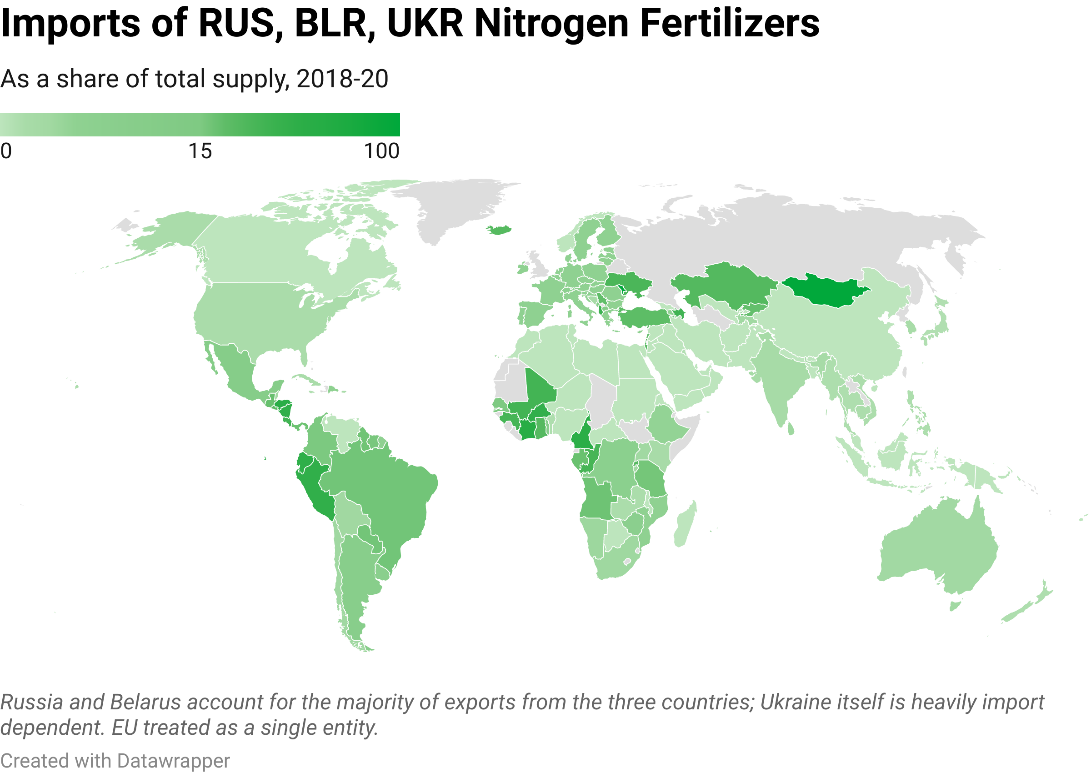 Imports of RUS, BLR, UKR Nitrogen Fertilizers
As a share of total supply, 2018-20
0 15 100
Russia and Belarus account for the majority of exports from the three countries; Ukraine itself is heavily import
dependent. EU treated as a single entity.
Created with Datawrapper